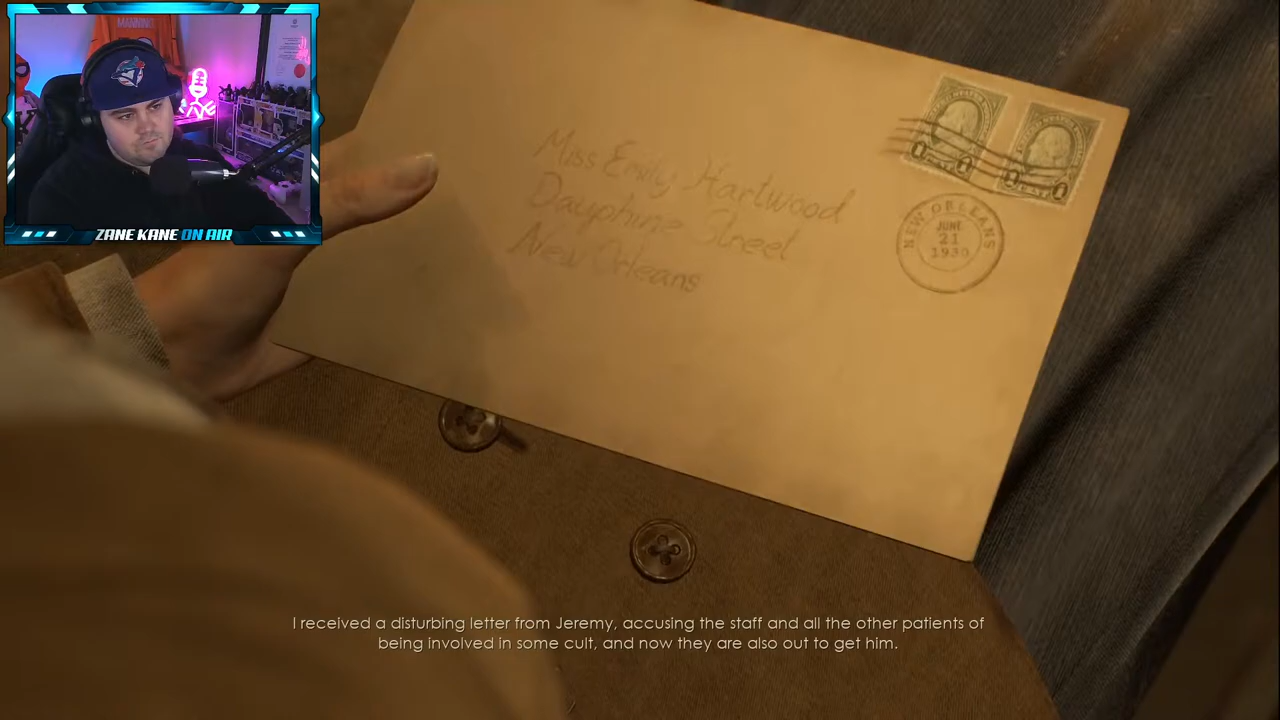 MANNING
ZANE KANE ON AIR
Miss Emily Hartwood
Dauphine Street
New Orleans
NEW ORLEANS
JUNE
21
1930
I received a disturbing letter from Jeremy, accusing the staff and all the other patients of
being involved in some cult, and now they are also out to get him.